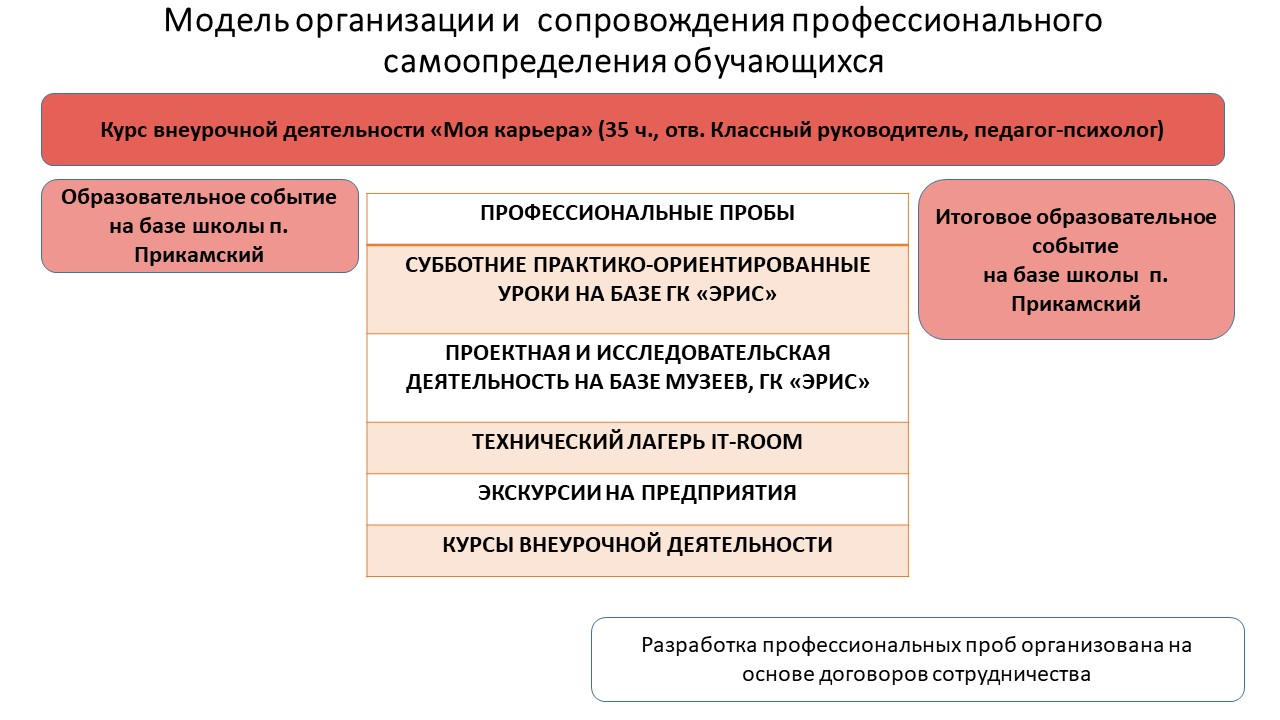 Модель организации и сопровождения профессионального
самоопределения обучающихся
Курс внеурочной деятельности «Моя карьера» (35 ч., отв. Классный руководитель, педагог-психолог)
Образовательное событие
на базе школы п.
Прикамский
ПРОФЕССИОНАЛЬНЫЕ ПРОБЫ
СУББОТНИЕ ПРАКТИКО-ОРИЕНТИРОВАННЫЕ
УРОКИ НА БАЗЕ ГК «ЭРИС»
ПРОЕКТНАЯ И ИССЛЕДОВАТЕЛЬСКАЯ
ДЕЯТЕЛЬНОСТЬ НА БАЗЕ МУЗЕЕВ, ГК «ЭРИС»
ТЕХНИЧЕСКИЙ ЛАГЕРЬ IT-ROOM
ЭКСКУРСИИ НА ПРЕДПРИЯТИЯ
КУРСЫ ВНЕУРОЧНОЙ ДЕЯТЕЛЬНОСТИ
Итоговое образовательное
событие
на базе школы п.
Прикамский
Разработка профессиональных проб организована на
основе договоров сотрудничества